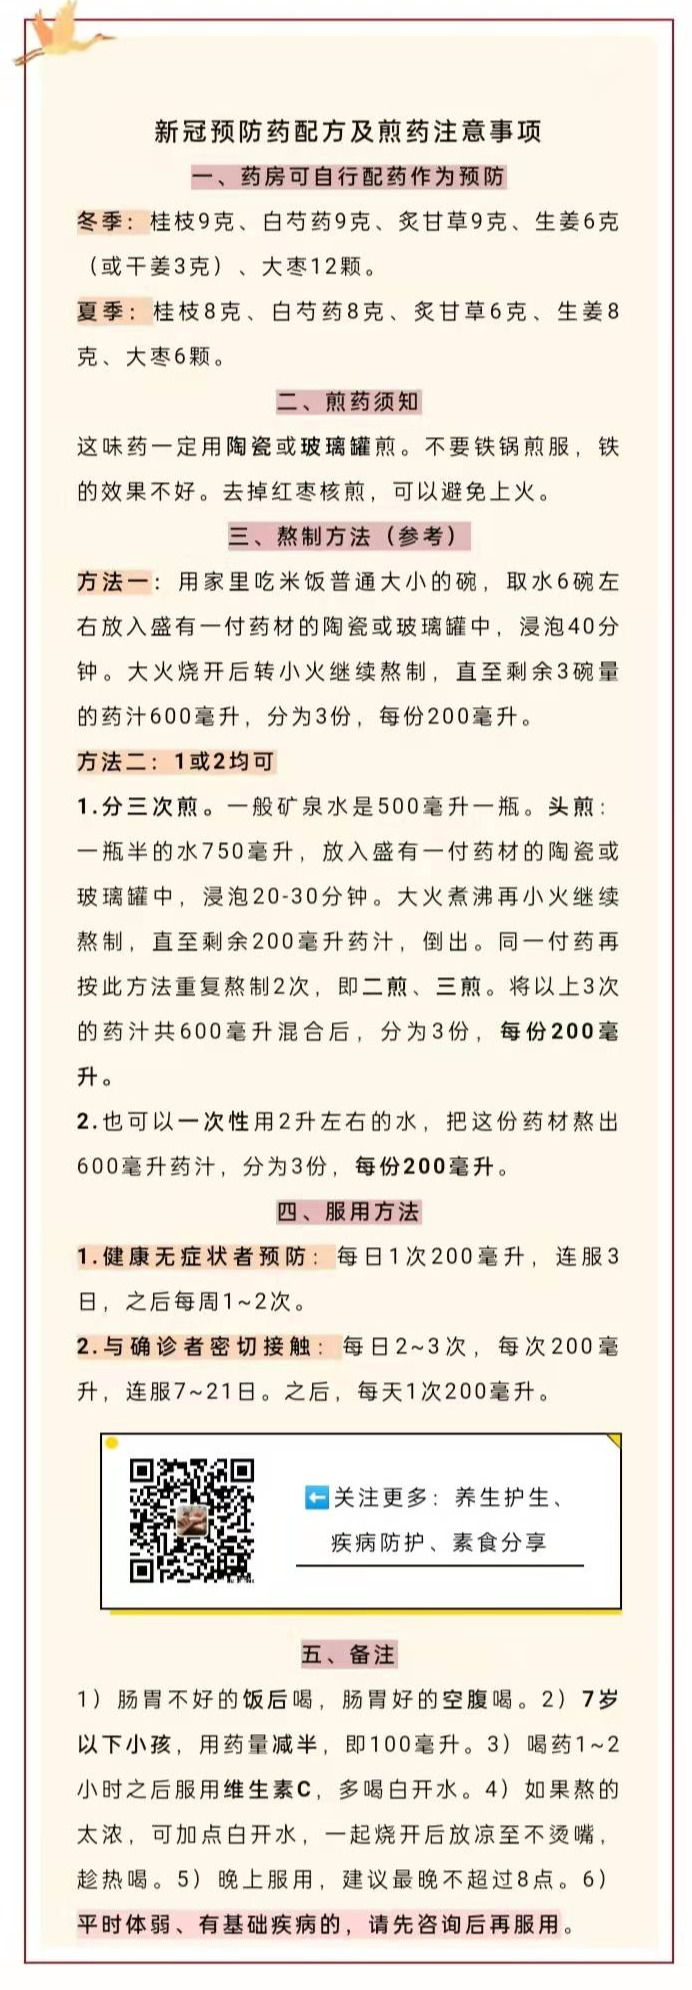 新冠预防药配方及煎药注意事项
一、药房可自行配药作为预防
冬季：桂枝9克、白芍药9克、炙甘草9克、生姜6克
（或干姜3克）、大枣12颗。
夏季：桂枝8克、白芍药8克、炙甘草6克、生姜8
克、大枣6颗。
二、煎药须知
这味药一定用陶瓷或玻璃罐煎。不要铁锅煎服，铁
的效果不好。去掉红枣核煎，可以避免上火。
三、熬制方法（参考）
方法一：用家里吃米饭普通大小的碗，取水6碗左
右放入盛有一付药材的陶瓷或玻璃罐中，浸泡40分
钟。大火烧开后转小火继续熬制，直至剩余3碗量
的药汁600毫升，分为3份，每份200毫升。
方法二：1或2均可
1.分三次煎。一般矿泉水是500毫升一瓶。头煎：
一瓶半的水750毫升，放入盛有一付药材的陶瓷或
玻璃罐中，浸泡20-30分钟。大火煮沸再小火继续
熬制，直至剩余200毫升药汁，倒出。同一付药再
按此方法重复熬制2次，即二煎、三煎。将以上3次
的药汁共600毫升混合后，分为3份，每份200毫
升。
2.也可以一次性用2升左右的水，把这份药材熬出
600毫升药汁，分为3份，每份200毫升。
四、服用方法
1.健康无症状者预防：每日1次200毫升，连服3
日，之后每周1~2次。
2.与确诊者密切接触：每日2~3次，每次200毫
升，连服7~21日。之后，每天1次200毫升。
关注更多：养生护生、
疾病防护、素食分享
五、备注
1）肠胃不好的饭后喝，肠胃好的空腹喝。2）7岁
以下小孩，用药量减半，即100毫升。3）喝药1~2
小时之后服用维生素C，多喝白开水。4）如果熬的
太浓，可加点白开水，一起烧开后放凉至不烫嘴，
趁热喝。5）晚上服用，建议最晚不超过8点。6）
平时体弱、有基础疾病的，请先咨询后再服用。